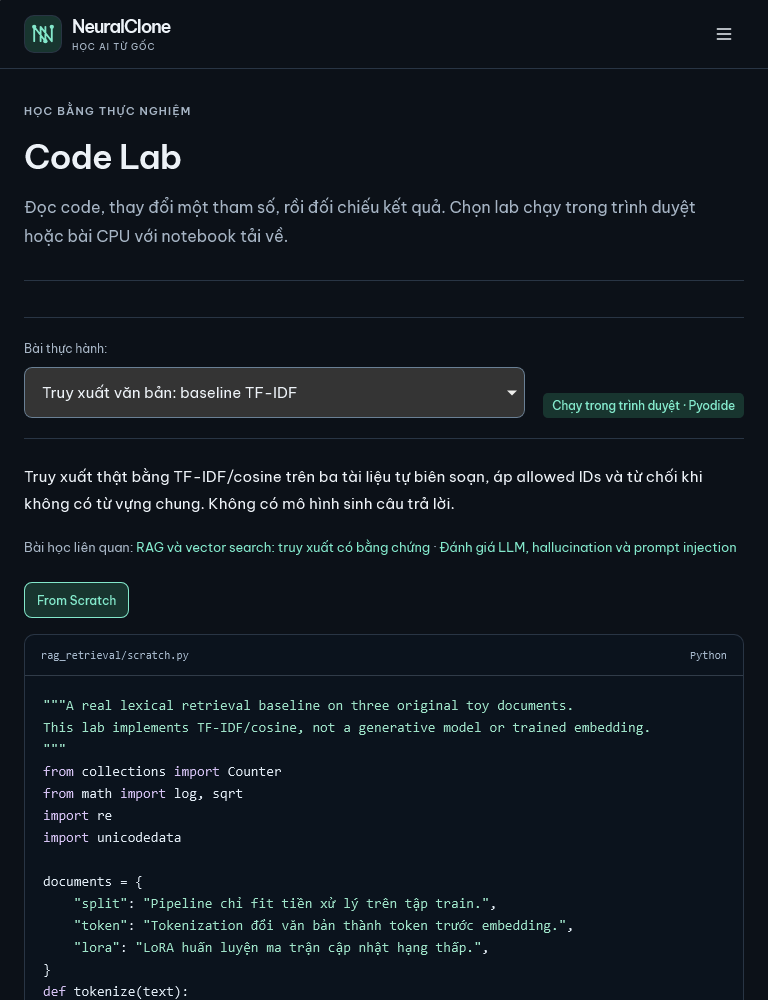 NeuralClone
HỌC AI TỪ GỐC
HỌC BẰNG THỰC NGHIỆM
Code Lab
Đọc code, thay đổi một tham số, rồi đối chiếu kết quả. Chọn lab chạy trong trình duyệt
hoặc bài CPU với notebook tải về.
Bài thực hành:
Truy xuất văn bản: baseline TF-IDF
Chạy trong trình duyệt · Pyodide
Truy xuất thật bằng TF-IDF/cosine trên ba tài liệu tự biên soạn, áp allowed IDs và từ chối khi
không có từ vựng chung. Không có mô hình sinh câu trả lời.
Bài học liên quan: RAG và vector search: truy xuất có bằng chứng · Đánh giá LLM, hallucination và prompt injection
From Scratch
rag_retrieval/scratch.py
Python
"""A real lexical retrieval baseline on three original toy documents.
This lab implements TF-IDF/cosine, not a generative model or trained embedding.
"""
from collections import Counter
from math import log, sqrt
import re
import unicodedata
documents = {
    "split": "Pipeline chỉ fit tiền xử lý trên tập train.",
    "token": "Tokenization đổi văn bản thành token trước embedding.",
    "lora": "LoRA huấn luyện ma trận cập nhật hạng thấp.",
}
def tokenize(text):